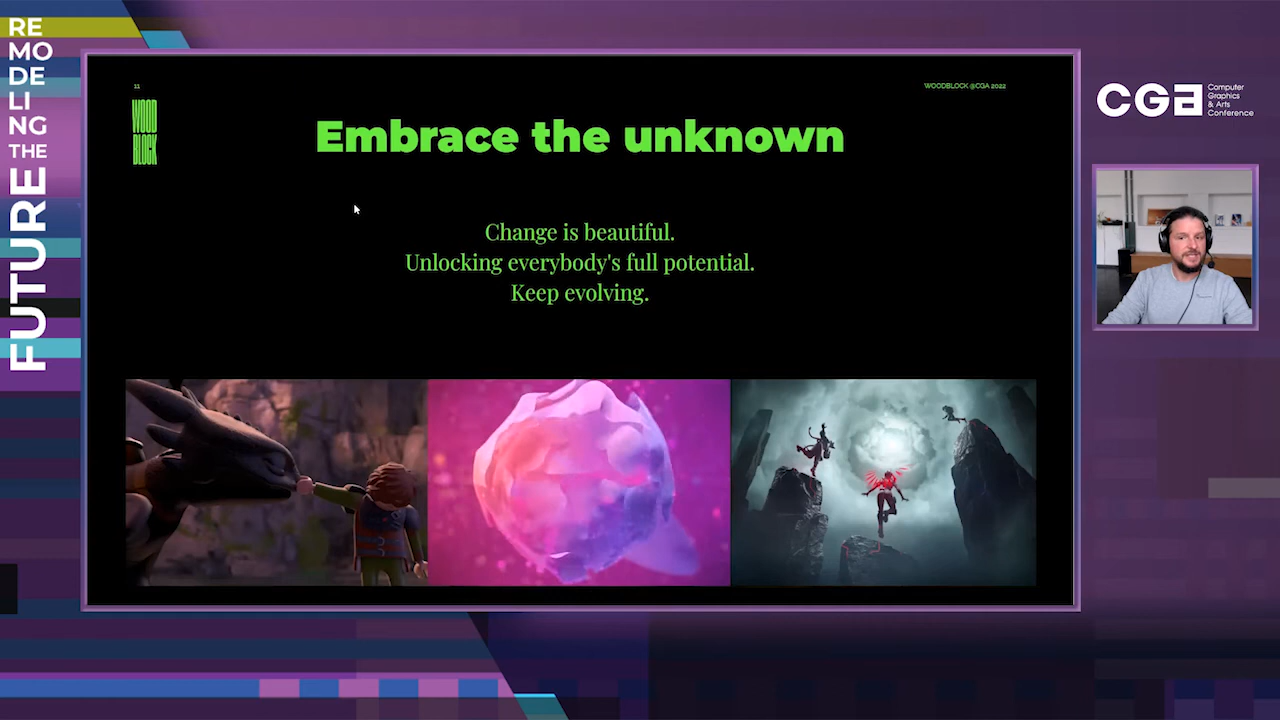 RE
MO
DE
LI
NG
THE
FUTURE
11
WOODBLOCK @CGA 2022
WOOD
BLOCK
Embrace the unknown
Change is beautiful.
Unlocking everybody's full potential.
Keep evolving.
CGA
Computer
Graphics
& Arts
Conference